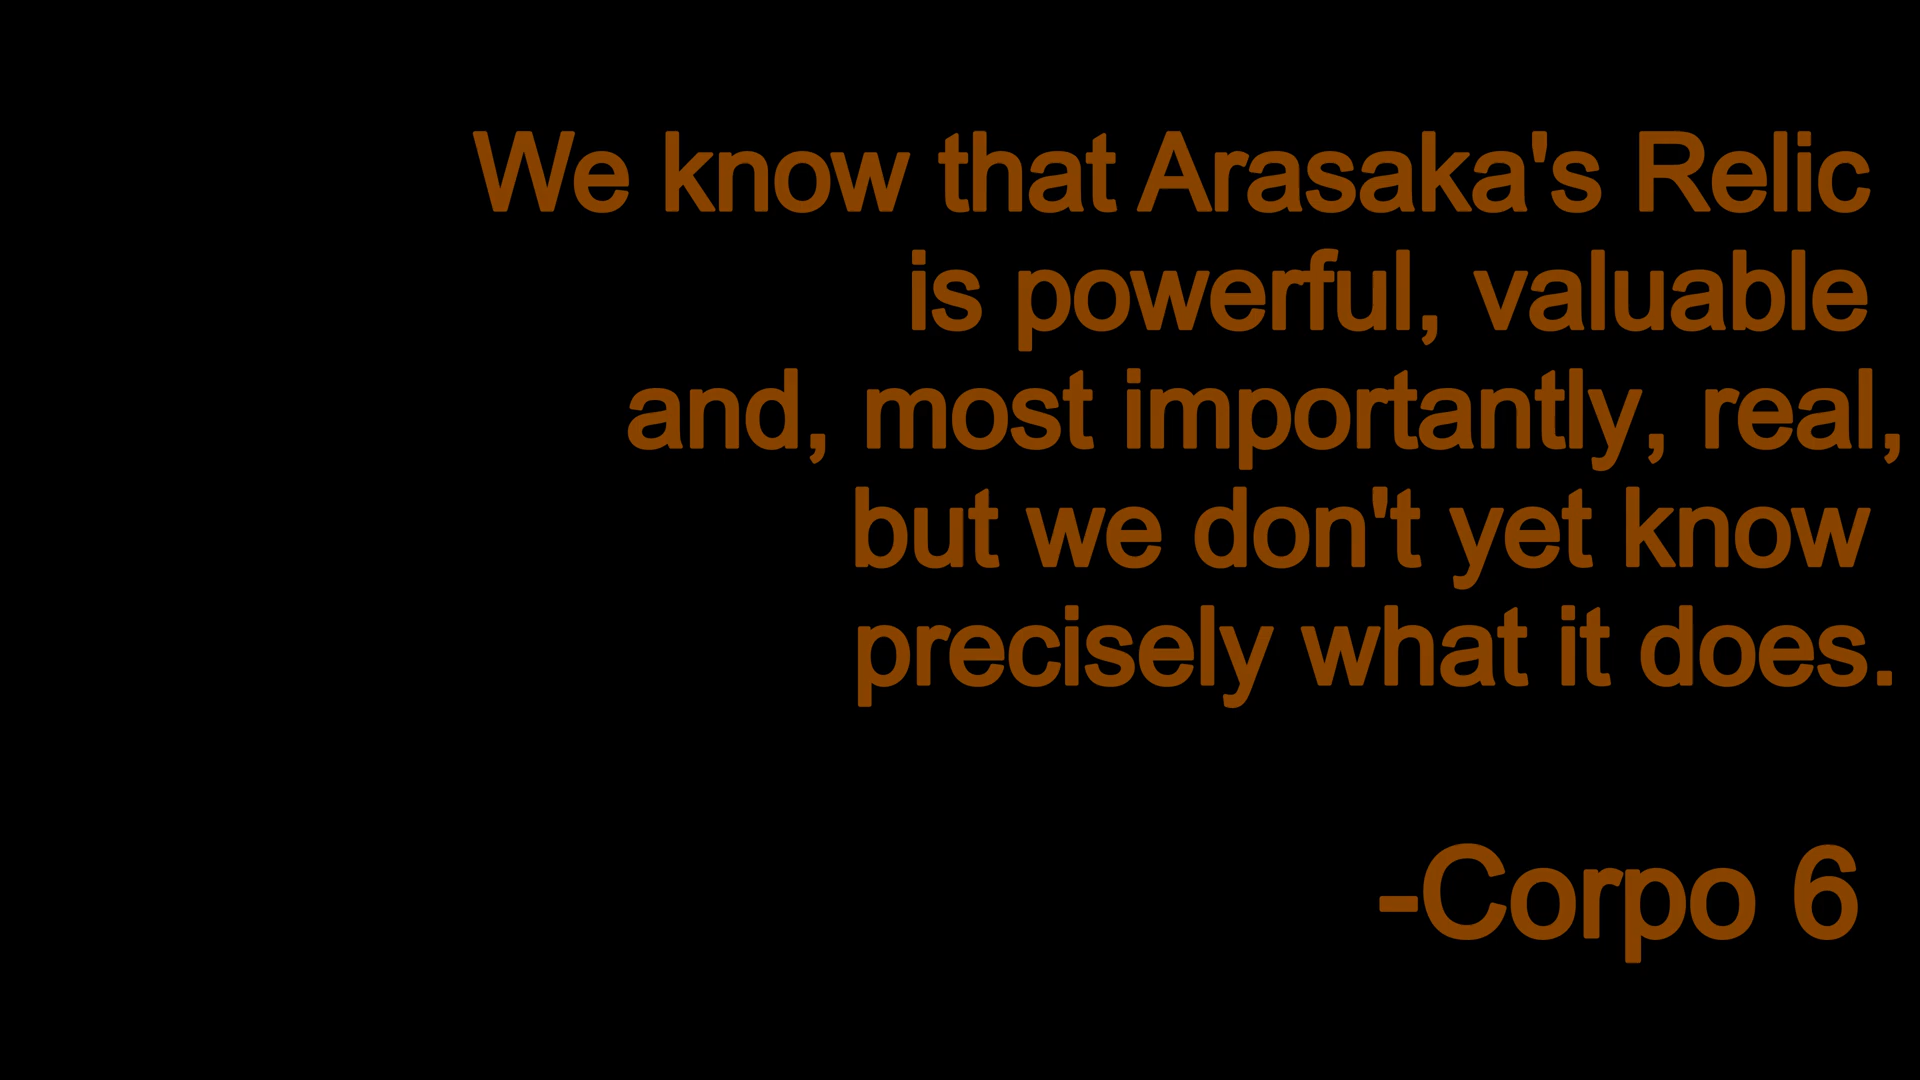 We know that Arasaka's Relic
is powerful, valuable
and, most importantly, real,
but we don't yet know
precisely what it does.
-Corpo 6